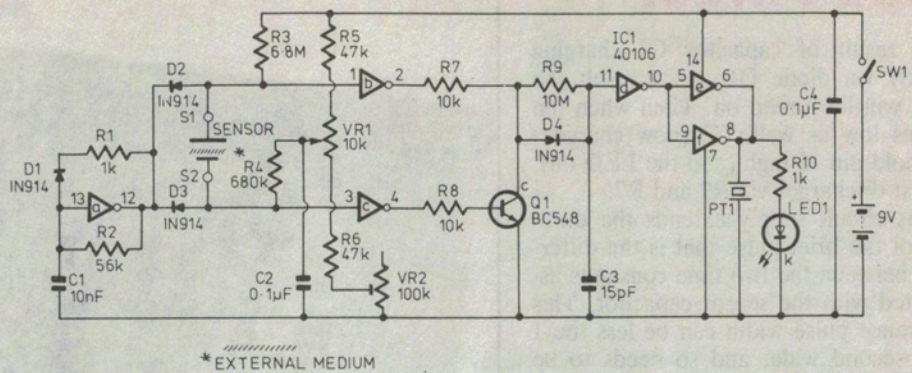 R3
6·8M
R5
47k
IC1
40106
D2
IN914
S1
SENSOR
*
S2
D1
IN914
R1
1k
13
a
12
R2
56k
C1
10nF
D3
IN914
R4
680k
VR1
10k
1
b
2
R7
10k
R9
10M
D4
IN914
11
d
10
14
5
e
6
9
f
8
7
SW1
C4
0·1µF
3
c
4
R8
10k
c
Q1
BC548
R10
1k
PT1
LED1
k
9V
C2
0·1µF
R6
47k
VR2
100k
C3
15pF
*EXTERNAL MEDIUM